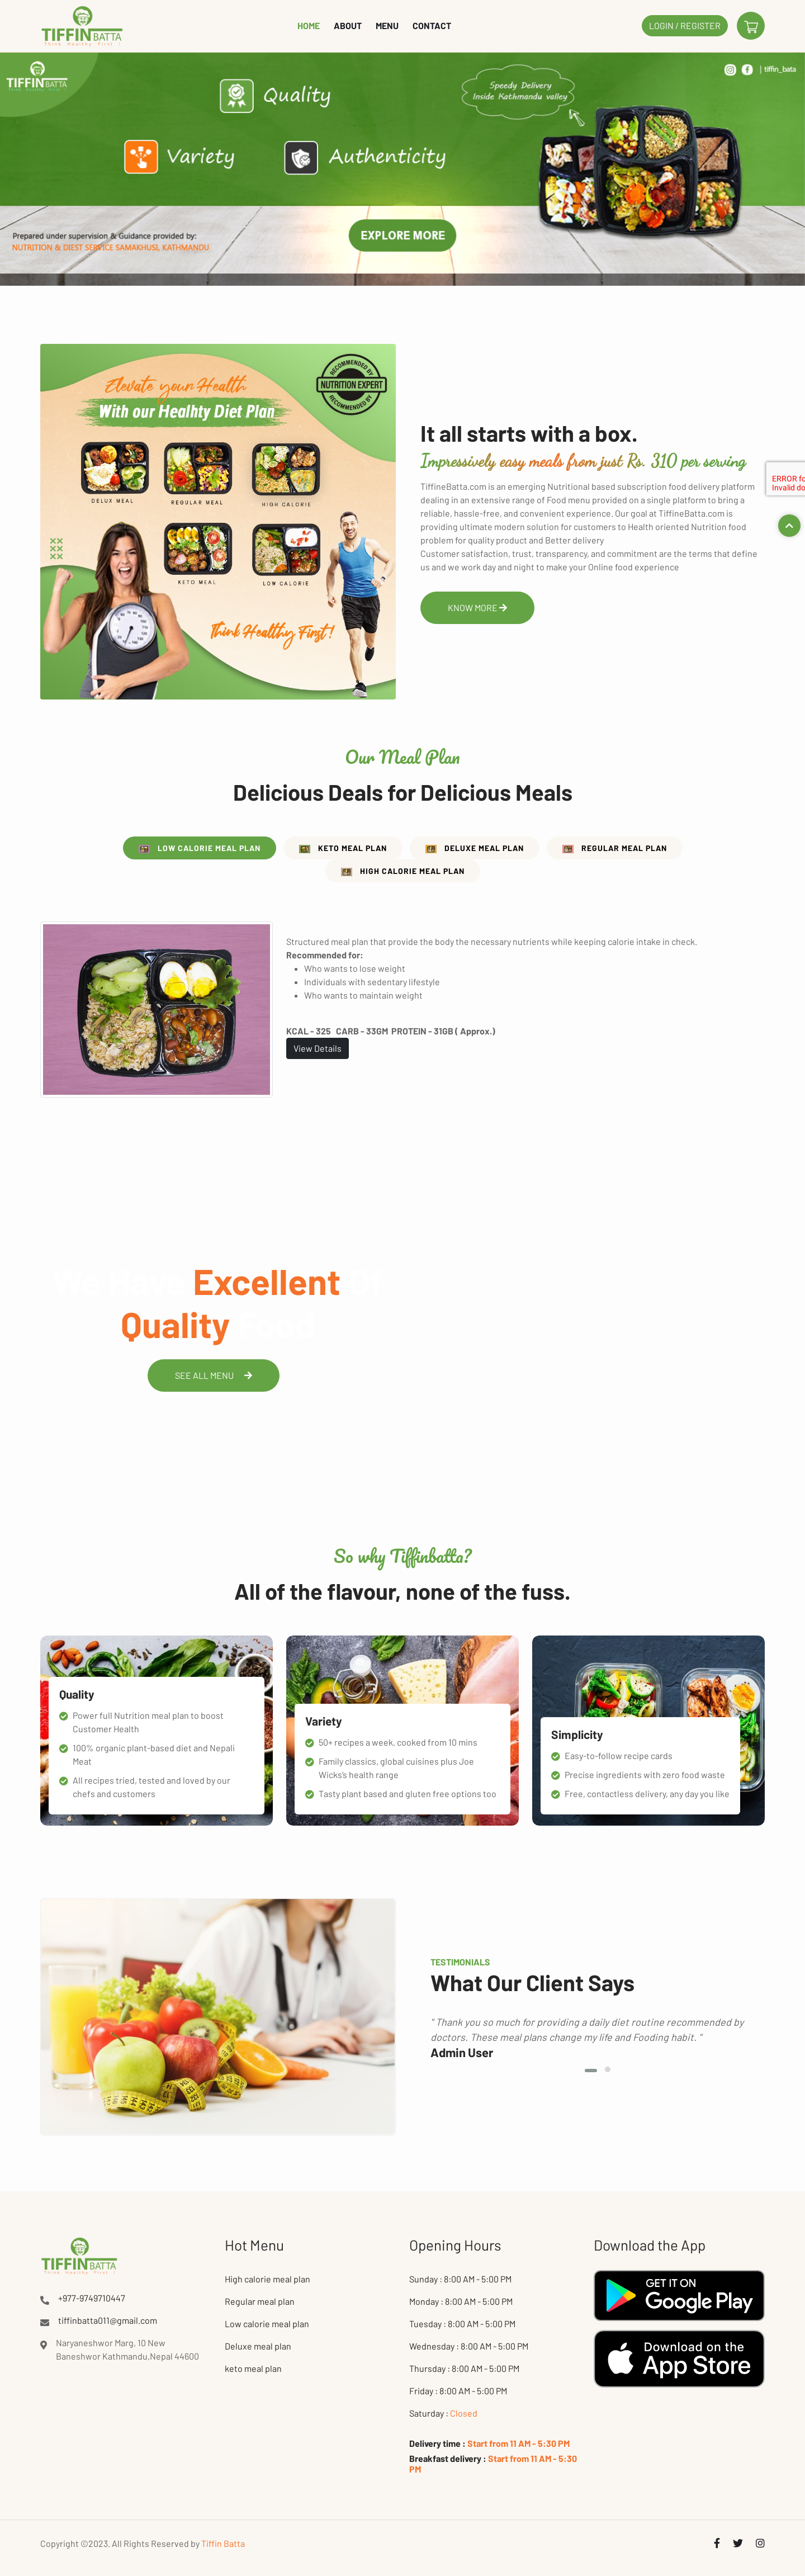 TIFFINBATTA
Think Healthy First !
HOME
ABOUT
MENU
CONTACT
LOGIN / REGISTER
TIFFINBATTA
Quality
Variety
Authenticity
Speedy Delivery
Inside Kathmandu valley
| tiffin_bata
Prepared under supervision & Guidance provided by:
NUTRITION & DIEST SERVICE SAMAKHUSI, KATHMANDU
EXPLORE MORE
Elevate your Health
With our Healhty Diet Plan
RECOMMENDED BY
NUTRITION EXPERT
RECOMMENDED BY
DELUX MEAL
REGULAR MEAL
HIGH CALORIE
KETO MEAL
LOW CALORIE
Think Healthy First !
It all starts with a box.
Impressively easy meals from just Rs. 310 per serving
TiffineBatta.com is an emerging Nutritional based subscription food delivery platform
dealing in an extensive range of Food menu provided on a single platform to bring a
reliable, hassle-free, and convenient experience. Our goal at TiffineBatta.com is
providing ultimate modern solution for customers to Health oriented Nutrition food
problem for quality product and Better delivery
Customer satisfaction, trust, transparency, and commitment are the terms that define
us and we work day and night to make your Online food experience
KNOW MORE
ERROR fo
Invalid do
Our Meal Plan
Delicious Deals for Delicious Meals
LOW CALORIE MEAL PLAN
KETO MEAL PLAN
DELUXE MEAL PLAN
REGULAR MEAL PLAN
HIGH CALORIE MEAL PLAN
Structured meal plan that provide the body the necessary nutrients while keeping calorie intake in check.
Recommended for:
Who wants to lose weight
Individuals with sedentary lifestyle
Who wants to maintain weight
KCAL - 325 CARB - 33GM PROTEIN - 31GB ( Approx.)
View Details
We Have Excellent Of
Quality Food
SEE ALL MENU
So why Tiffinbatta?
All of the flavour, none of the fuss.
Quality
Power full Nutrition meal plan to boost
Customer Health
100% organic plant-based diet and Nepali
Meat
All recipes tried, tested and loved by our
chefs and customers
Variety
50+ recipes a week, cooked from 10 mins
Family classics, global cuisines plus Joe
Wicks's health range
Tasty plant based and gluten free options too
Simplicity
Easy-to-follow recipe cards
Precise ingredients with zero food waste
Free, contactless delivery, any day you like
TESTIMONIALS
What Our Client Says
" Thank you so much for providing a daily diet routine recommended by
doctors. These meal plans change my life and Fooding habit. "
Admin User
TIFFINBATTA
Think Healthy First !
+977-9749710447
tiffinbatta011@gmail.com
Naryaneshwor Marg, 10 New
Baneshwor Kathmandu,Nepal 44600
Hot Menu
High calorie meal plan
Regular meal plan
Low calorie meal plan
Deluxe meal plan
keto meal plan
Opening Hours
Sunday : 8:00 AM - 5:00 PM
Monday : 8:00 AM - 5:00 PM
Tuesday : 8:00 AM - 5:00 PM
Wednesday : 8:00 AM - 5:00 PM
Thursday : 8:00 AM - 5:00 PM
Friday : 8:00 AM - 5:00 PM
Saturday : Closed
Delivery time : Start from 11 AM - 5:30 PM
Breakfast delivery : Start from 11 AM - 5:30
PM
Download the App
GET IT ON
Google Play
Download on the
App Store
Copyright ©2023. All Rights Reserved by Tiffin Batta